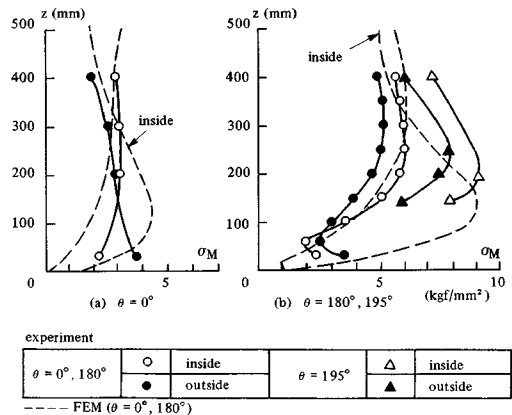 z (mm)
500
400
300
200
100
0
inside
σM
5
(a) θ = 0°
z (mm)
500
400
300
200
100
0
inside
σM
5
10
(b) θ = 180°, 195°
(kgf/mm²)
experiment
θ = 0°, 180° ○ inside θ = 195° △ inside
● outside ▲ outside
----- FEM (θ = 0°, 180°)